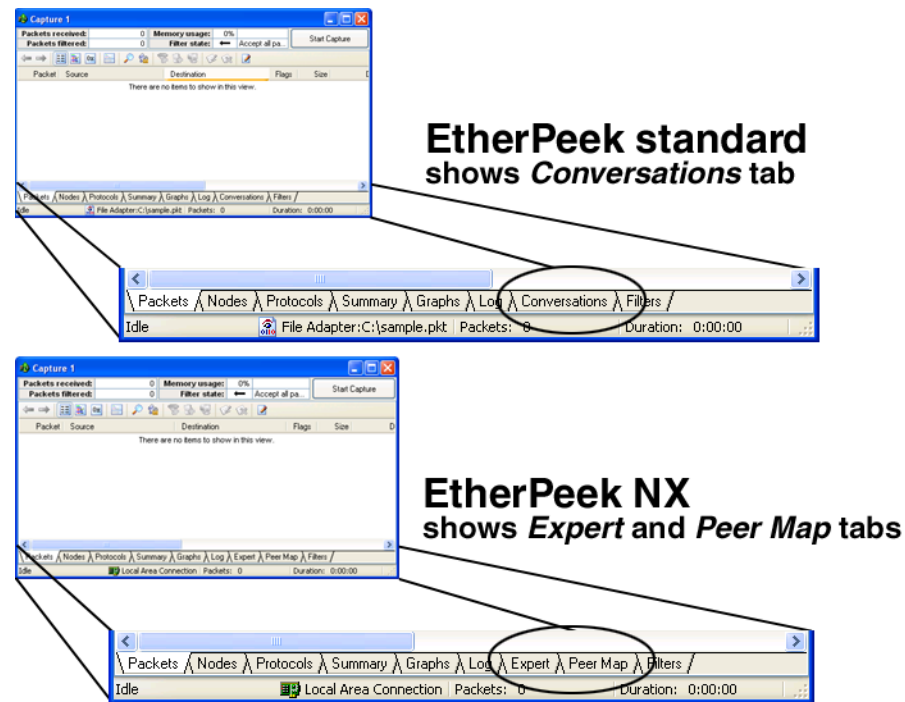 Capture 1
Packets received: 0 Memory usage: 0%
Packets filtered: 0 Filter state: Accept all pa...
Start Capture
Packet Source Destination Flags Size D
There are no items to show in this view.
Packets Nodes Protocols Summary Graphs Log Conversations Filters
Idle File Adapter:C:\sample.pkt Packets: 0 Duration: 0:00:00
EtherPeek standard
shows Conversations tab
Packets Nodes Protocols Summary Graphs Log Conversations Filters
Idle File Adapter:C:\sample.pkt Packets: 0 Duration: 0:00:00
Capture 1
Packets received: 0 Memory usage: 0%
Packets filtered: 0 Filter state: Accept all pa...
Start Capture
Packet Source Destination Flags Size D
There are no items to show in this view.
Packets Nodes Protocols Summary Graphs Log Expert Peer Map Filters
Idle Local Area Connection Packets: 0 Duration: 0:00:00
EtherPeek NX
shows Expert and Peer Map tabs
Packets Nodes Protocols Summary Graphs Log Expert Peer Map Filters
Idle Local Area Connection Packets: 0 Duration: 0:00:00